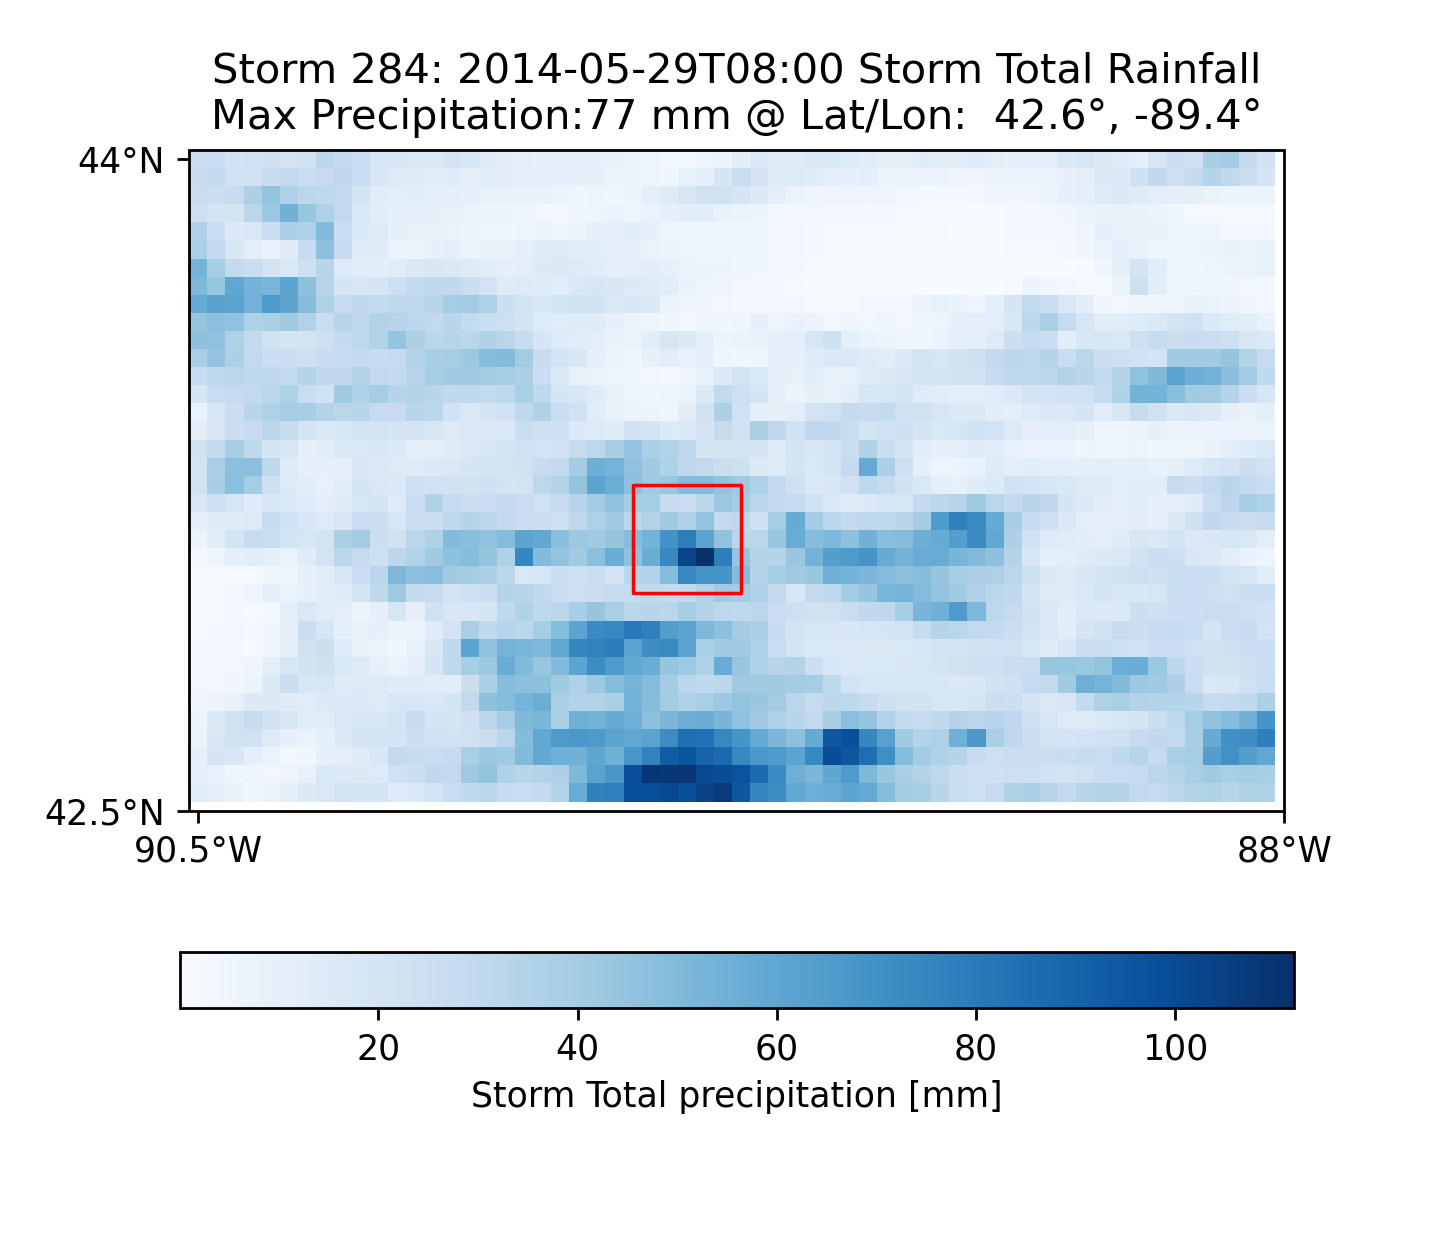 Storm 284: 2014-05-29T08:00 Storm Total Rainfall
Max Precipitation:77 mm @ Lat/Lon:  42.6°, -89.4°
44°N
42.5°N
90.5°W 88°W
20 40 60 80 100
Storm Total precipitation [mm]